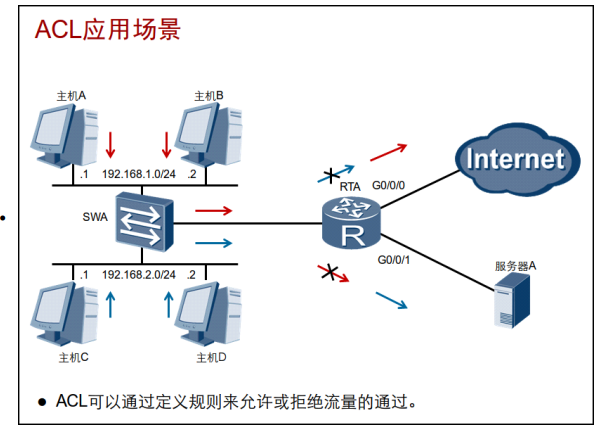 ACL应用场景
主机A
主机B
.1 192.168.1.0/24 .2
SWA
RTA
G0/0/0
Internet
R
G0/0/1
服务器A
.1 192.168.2.0/24 .2
主机C
主机D
● ACL可以通过定义规则来允许或拒绝流量的通过。